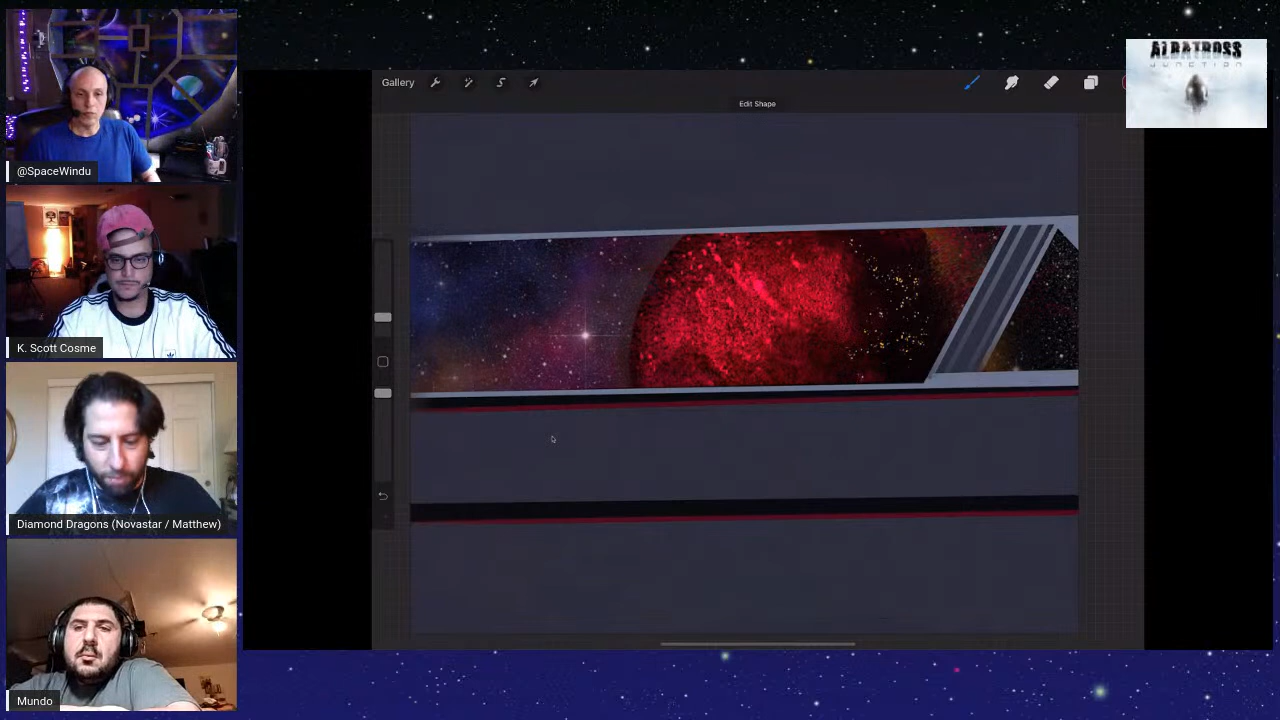 @SpaceWindu
K. Scott Cosme
Diamond Dragons (Novastar / Matthew)
Mundo
Gallery
Edit Shape
ALBATROSS
JUNCTION